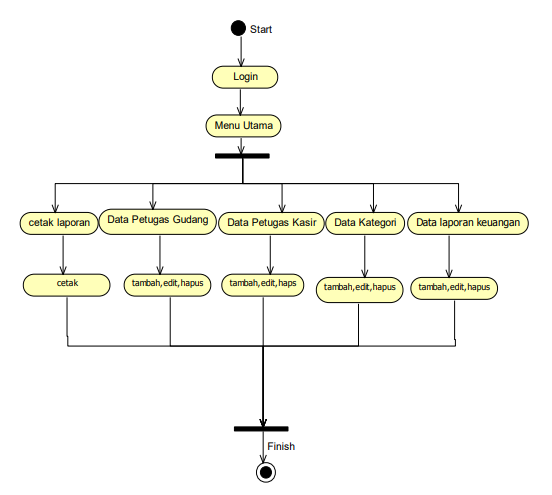 Start
Login
Menu Utama
cetak laporan
Data Petugas Gudang
Data Petugas Kasir
Data Kategori
Data laporan keuangan
cetak
tambah,edit,hapus
tambah,edit,haps
tambah,edit,hapus
tambah,edit,hapus
Finish